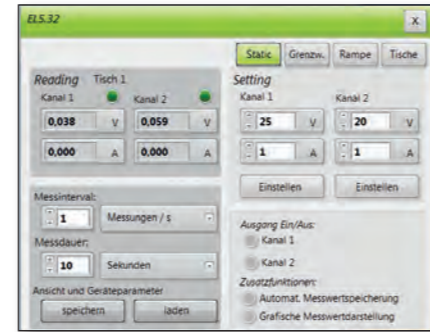 ELS.32
x
Static Grenzw. Rampe Tische
Reading Tisch 1
Kanal 1 Kanal 2
0,038 V 0,059 V
0,000 A 0,000 A
Setting
Kanal 1 Kanal 2
25 V 20 V
1 A 1 A
Einstellen Einstellen
Messinterval:
1 Messungen / s
Messdauer:
10 Sekunden
Ansicht und Geräteparameter
speichern laden
Ausgang Ein/Aus:
Kanal 1
Kanal 2
Zusatzfunktionen:
Automat. Messwertspeicherung
Grafische Messwertdarstellung